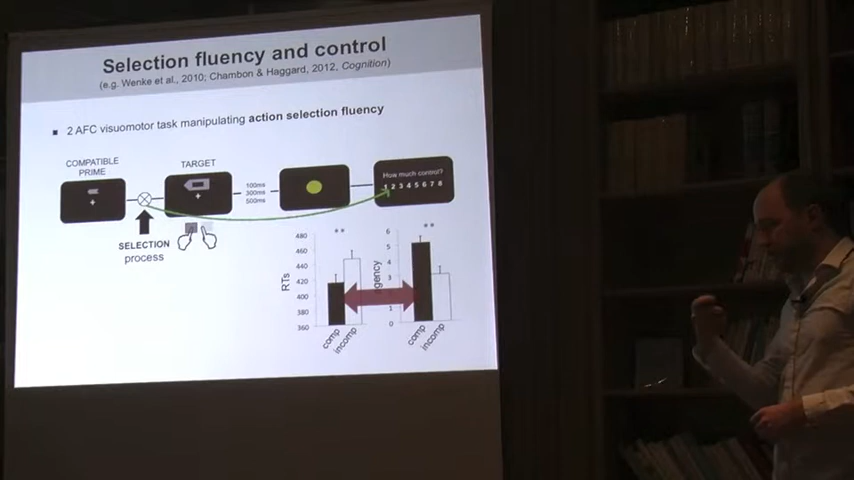 Selection fluency and control
(e.g. Wenke et al., 2010; Chambon & Haggard, 2012, Cognition)
2 AFC visuomotor task manipulating action selection fluency
COMPATIBLE
PRIME
TARGET
+
+
100ms
300ms
500ms
How much control?
1 2 3 4 5 6 7 8
SELECTION
process
RTs
480
460
440
420
400
380
360
**
comp
incomp
agency
6
5
4
3
2
1
0
**
comp
incomp